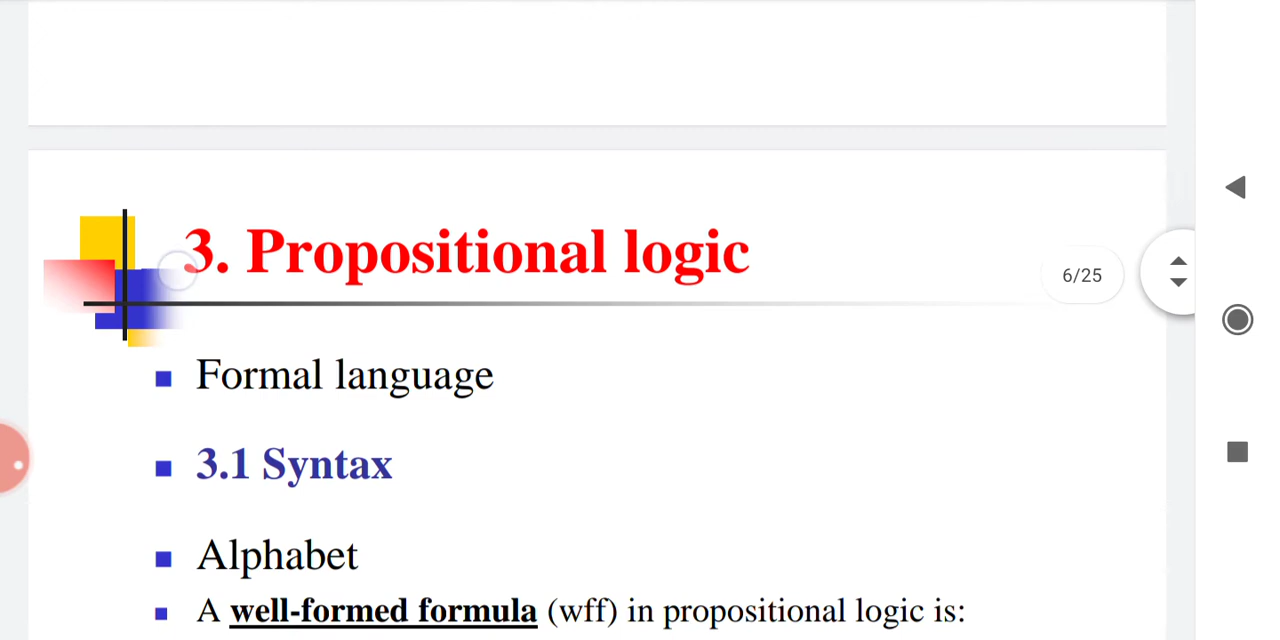 3. Propositional logic
6/25
Formal language
3.1 Syntax
Alphabet
A well-formed formula (wff) in propositional logic is: